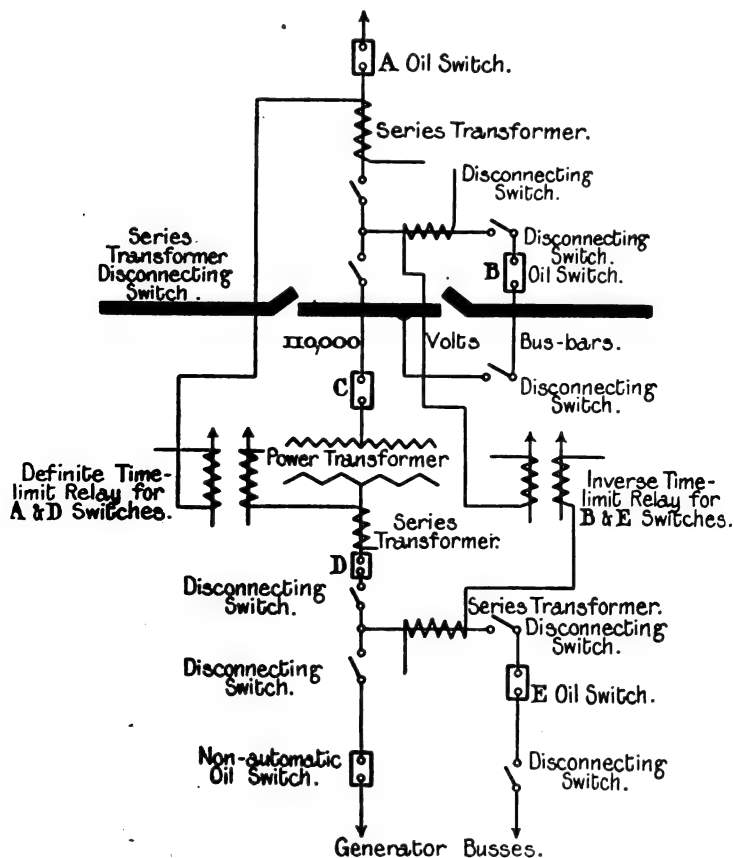 A Oil Switch.
Series Transformer.
Disconnecting
Switch.
Series
Transformer
Disconnecting
Switch.
Disconnecting
Switch.
B
Oil Switch.
110,000
Volts
Bus-bars.
C
Disconnecting
Switch.
Power Transformer
Definite Time-
limit Relay for
A & D Switches.
Inverse Time-
limit Relay for
B & E Switches.
Series
Transformer.
D
Disconnecting
Switch.
Series Transformer.
Disconnecting
Switch.
Disconnecting
Switch.
E Oil Switch.
Non-automatic
Oil Switch.
Disconnecting
Switch.
Generator Busses.